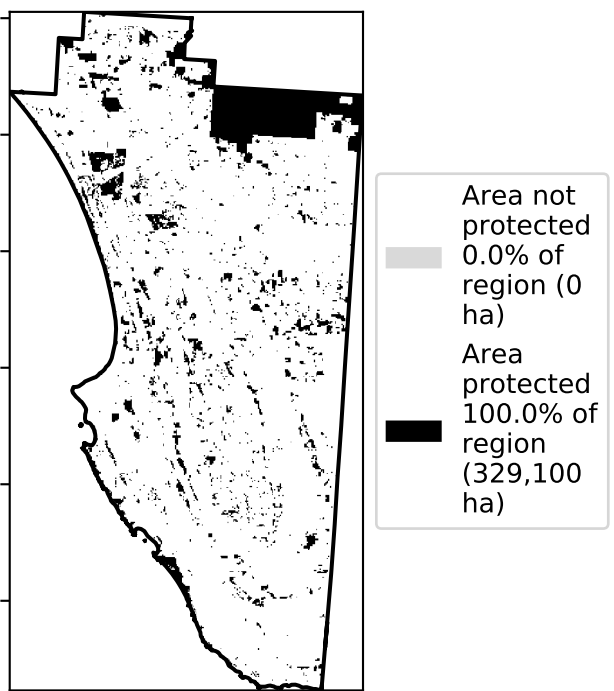 Area not
protected
0.0% of
region (0
ha)
Area
protected
100.0% of
region
(329,100
ha)